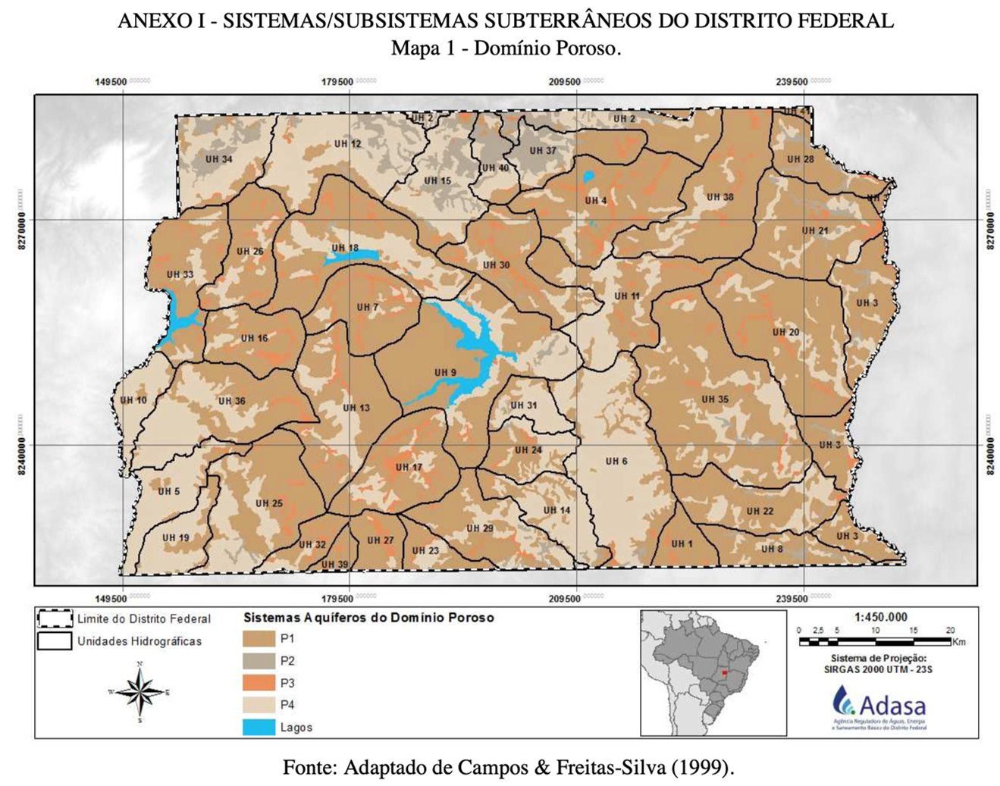 ANEXO I - SISTEMAS/SUBSISTEMAS SUBTERRÂNEOS DO DISTRITO FEDERAL
Mapa 1 - Domínio Poroso.
149500 179500 209500 239500
8270000
8240000
UH 2
UH 2
UH 34
UH 12
UH 37
UH 40
UH 15
UH 28
UH 4
UH 38
UH
UH 21
UH 18
UH 26
UH 33
UH 30
UH 11
UH 3
UH 7
UH 16
UH 20
UH 9
UH 10
UH 36
UH 13
UH 31
UH 35
UH 24
UH 3
UH 17
UH 6
UH 5
UH 25
UH 14
UH 22
UH 29
UH 19
UH 32
UH 27
UH 23
UH 1
UH 8
UH 3
UH 39
8270000
8240000
149500 179500 209500 239500
Limite do Distrito Federal
Unidades Hidrográficas
N
W E
S
Sistemas Aquíferos do Domínio Poroso
P1
P2
P3
P4
Lagos
1:450.000
0 2,5 5 10 15 20
Km
Sistema de Projeção:
SIRGAS 2000 UTM - 23S
Adasa
Agência Reguladora de Águas, Energia
e Saneamento Básico do Distrito Federal
Fonte: Adaptado de Campos & Freitas-Silva (1999).